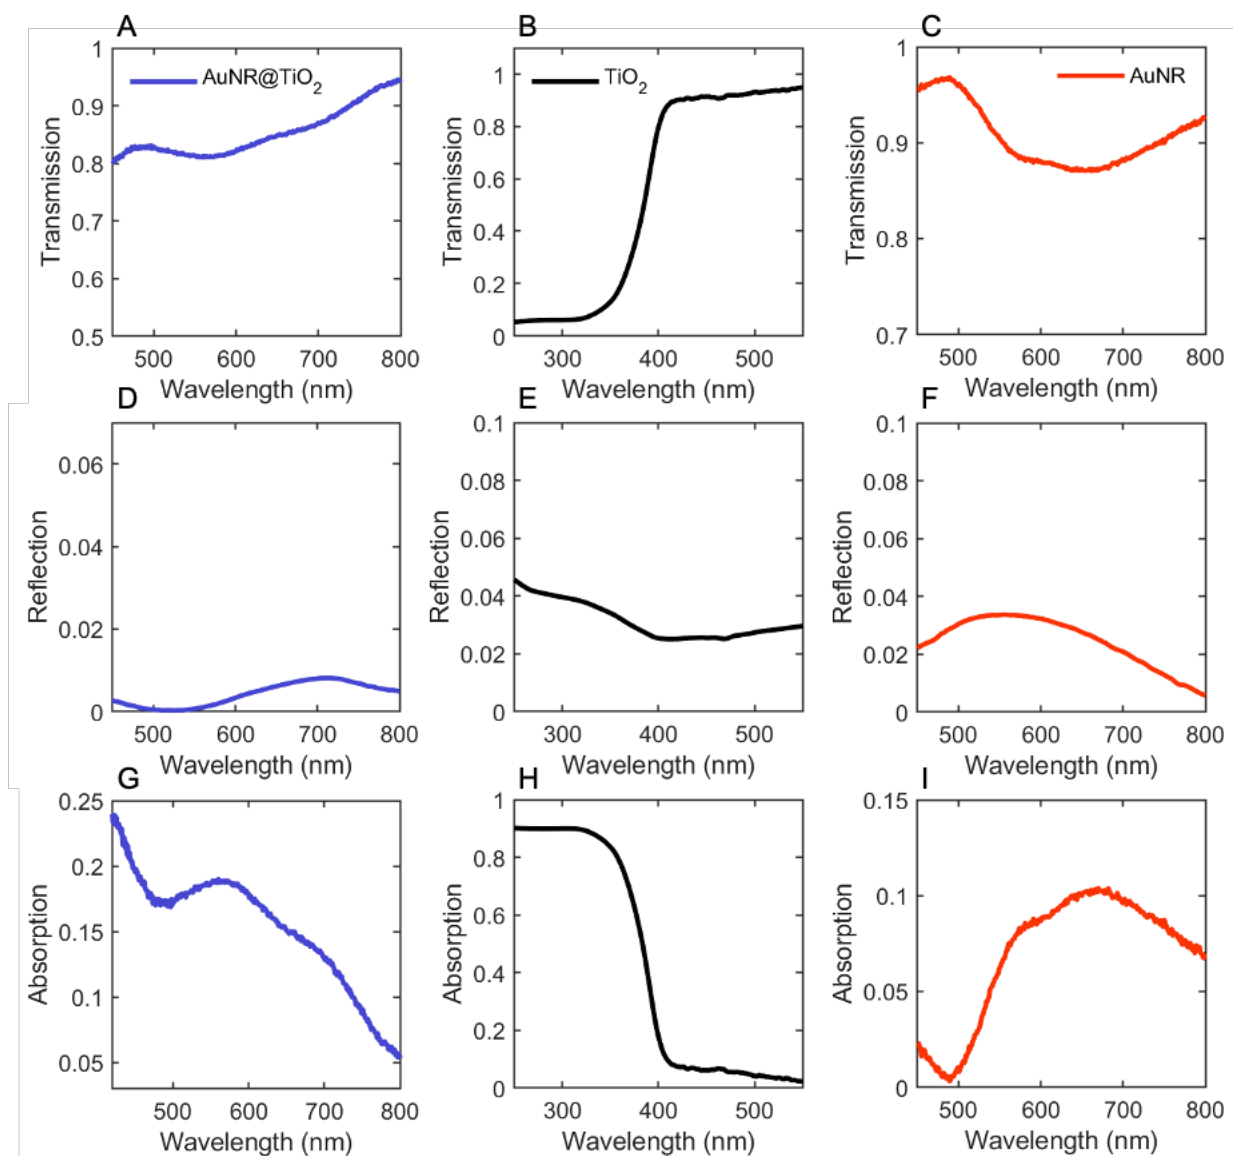 A
1
0.9
0.8
0.7
0.6
0.5
Transmission
AuNR@TiO2
500 600 700 800
Wavelength (nm)
B
1
0.8
0.6
0.4
0.2
0
Transmission
TiO2
300 400 500
Wavelength (nm)
C
1
0.9
0.8
0.7
Transmission
AuNR
500 600 700 800
Wavelength (nm)
D
0.06
0.04
0.02
0
Reflection
500 600 700 800
Wavelength (nm)
E
0.1
0.08
0.06
0.04
0.02
0
Reflection
300 400 500
Wavelength (nm)
F
0.1
0.08
0.06
0.04
0.02
0
Reflection
500 600 700 800
Wavelength (nm)
G
0.25
0.2
0.15
0.1
0.05
Absorption
500 600 700 800
Wavelength (nm)
H
1
0.8
0.6
0.4
0.2
0
Absorption
300 400 500
Wavelength (nm)
I
0.15
0.1
0.05
0
Absorption
500 600 700 800
Wavelength (nm)